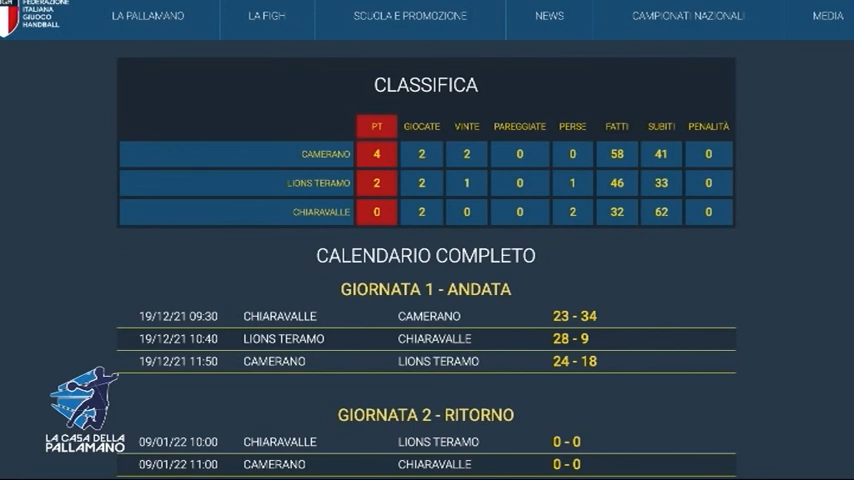 FEDERAZIONE
ITALIANA
GIUOCO
HANDBALL
LA PALLAMANO LA FIGH SCUOLA E PROMOZIONE NEWS CAMPIONATI NAZIONALI MEDIA
CLASSIFICA
PT GIOCATE VINTE PAREGGIATE PERSE FATTI SUBITI PENALITÀ
CAMERANO 4 2 2 0 0 58 41 0
LIONS TERAMO 2 2 1 0 1 46 33 0
CHIARAVALLE 0 2 0 0 2 32 62 0
CALENDARIO COMPLETO
GIORNATA 1 - ANDATA
19/12/21 09:30 CHIARAVALLE CAMERANO 23 - 34
19/12/21 10:40 LIONS TERAMO CHIARAVALLE 28 - 9
19/12/21 11:50 CAMERANO LIONS TERAMO 24 - 18
GIORNATA 2 - RITORNO
09/01/22 10:00 CHIARAVALLE LIONS TERAMO 0 - 0
09/01/22 11:00 CAMERANO CHIARAVALLE 0 - 0
LA CASA DELLA
PALLAMANO